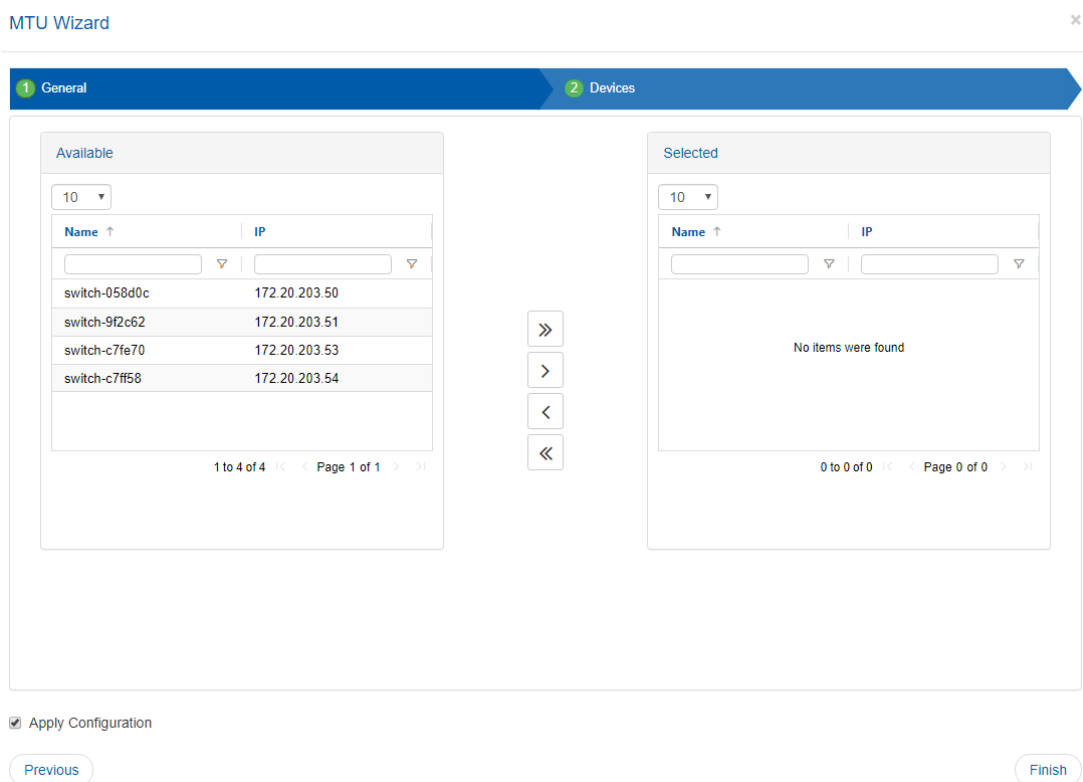 MTU Wizard
×
1 General
2 Devices
Available
10
Name ↑ IP
switch-058d0c 172.20.203.50
switch-9f2c62 172.20.203.51
switch-c7fe70 172.20.203.53
switch-c7ff58 172.20.203.54
1 to 4 of 4 Page 1 of 1
Selected
10
Name ↑ IP
No items were found
0 to 0 of 0 Page 0 of 0
Apply Configuration
Previous
Finish